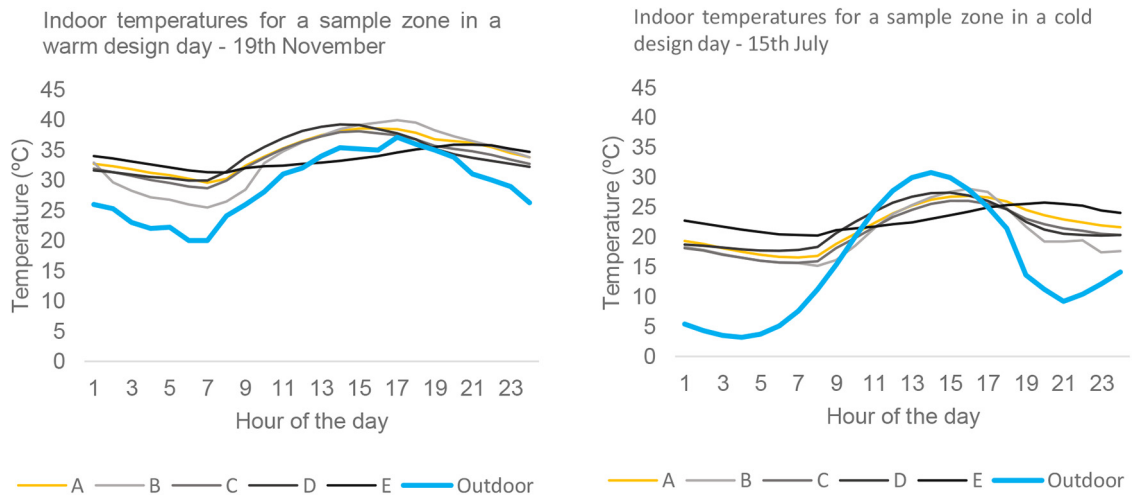 Indoor temperatures for a sample zone in a
warm design day - 19th November
45
40
35
30
25
20
15
10
5
0
Temperature (ºC)
1 3 5 7 9 11 13 15 17 19 21 23
Hour of the day
A B C D E Outdoor
Indoor temperatures for a sample zone in a cold
design day - 15th July
45
40
35
30
25
20
15
10
5
0
Temperature (ºC)
1 3 5 7 9 11 13 15 17 19 21 23
Hour of the day
A B C D E Outdoor